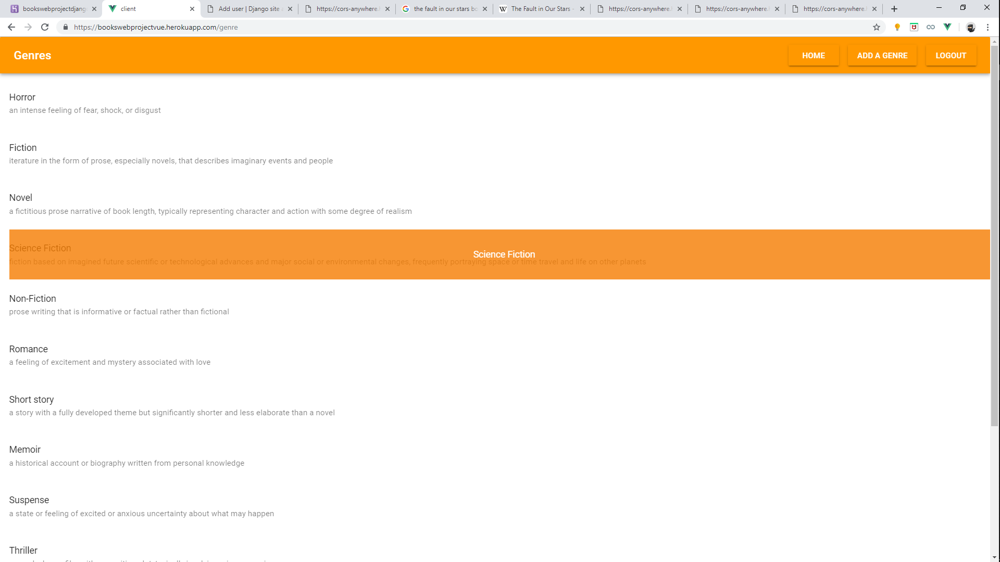 bookswebprojectdjang
client
Add user | Django site a
https://cors-anywhere.h
the fault in our stars bo
The Fault in Our Stars -
https://cors-anywhere.h
https://cors-anywhere.h
https://cors-anywhere.h
https://bookswebprojectvue.herokuapp.com/genre
Genres
HOME
ADD A GENRE
LOGOUT
Horror
an intense feeling of fear, shock, or disgust
Fiction
iterature in the form of prose, especially novels, that describes imaginary events and people
Novel
a fictitious prose narrative of book length, typically representing character and action with some degree of realism
Science Fiction
Science Fiction
fiction based on imagined future scientific or technological advances and major social or environmental changes, frequently portraying space or time travel and life on other planets
Non-Fiction
prose writing that is informative or factual rather than fictional
Romance
a feeling of excitement and mystery associated with love
Short story
a story with a fully developed theme but significantly shorter and less elaborate than a novel
Memoir
a historical account or biography written from personal knowledge
Suspense
a state or feeling of excited or anxious uncertainty about what may happen
Thriller